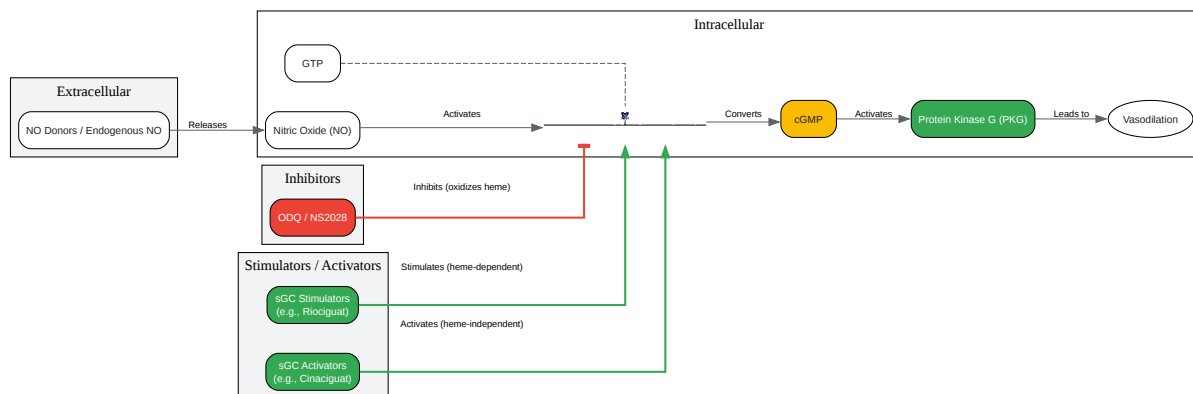 Intracellular
GTP
Extracellular
NO Donors / Endogenous NO
Releases
Nitric Oxide (NO)
Activates
Converts
cGMP
Activates
Protein Kinase G (PKG)
Leads to
Vasodilation
Inhibitors
ODQ / NS2028
Inhibits (oxidizes heme)
Stimulators / Activators
sGC Stimulators
(e.g., Riociguat)
Stimulates (heme-dependent)
sGC Activators
(e.g., Cinaciguat)
Activates (heme-independent)